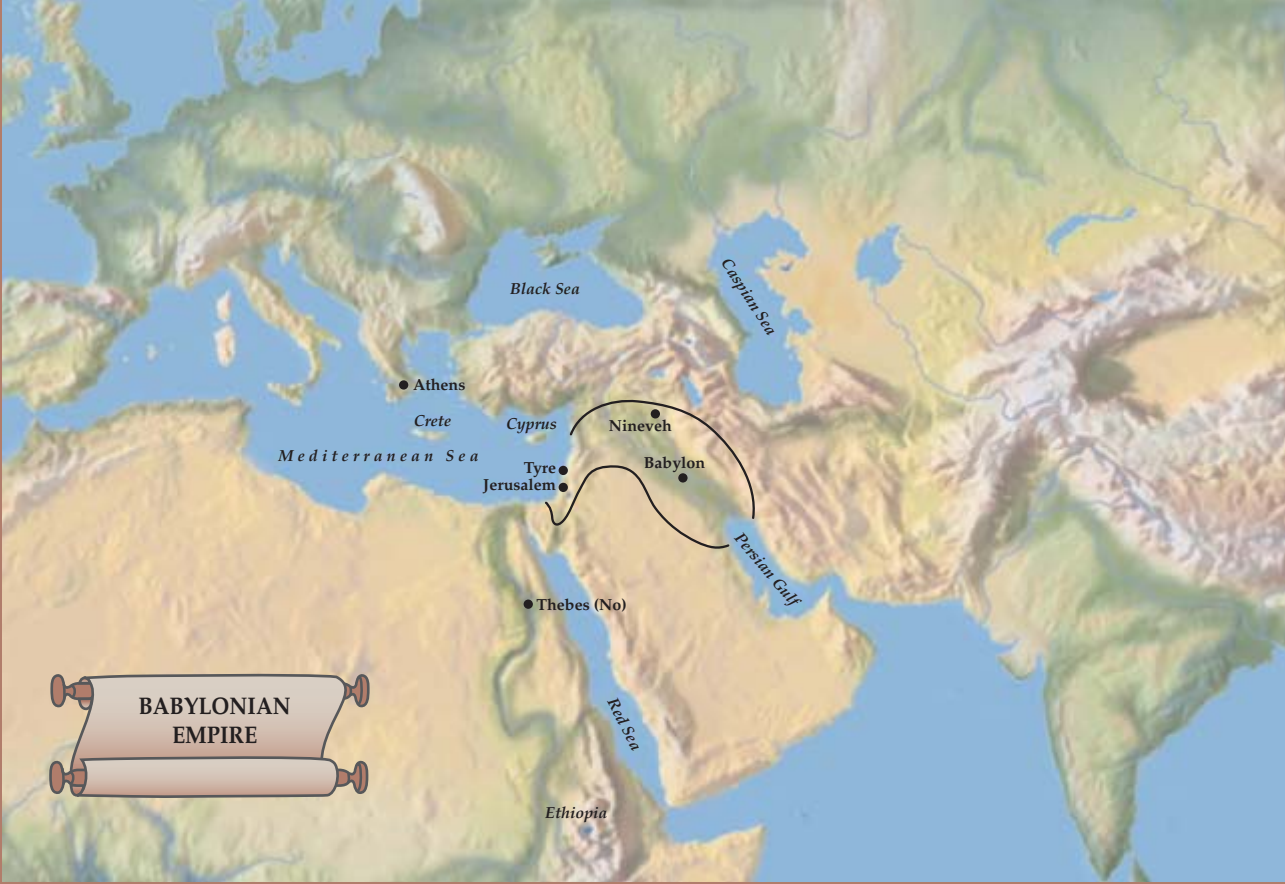 Black Sea
Caspian Sea
Athens
Crete
Cyprus
Nineveh
Mediterranean Sea
Babylon
Tyre
Jerusalem
Persian Gulf
Thebes (No)
Red Sea
BABYLONIAN
EMPIRE
Ethiopia